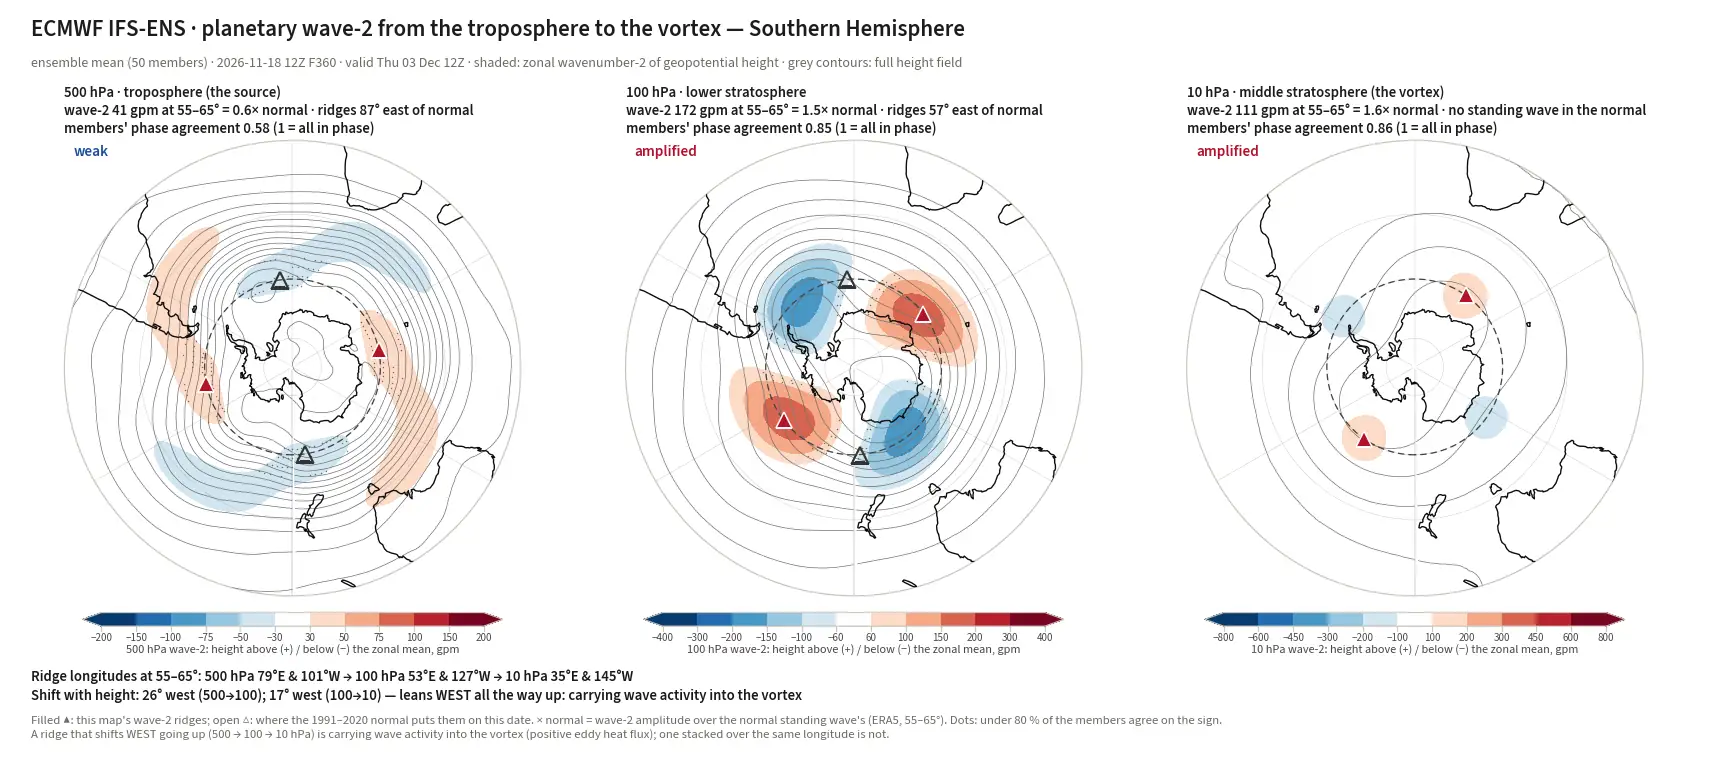 ECMWF IFS-ENS · planetary wave-2 from the troposphere to the vortex — Southern Hemisphere
ensemble mean (50 members) · 2026-11-18 12Z F360 · valid Thu 03 Dec 12Z · shaded: zonal wavenumber-2 of geopotential height · grey contours: full height field
500 hPa · troposphere (the source)
wave-2 41 gpm at 55–65° = 0.6× normal · ridges 87° east of normal
members' phase agreement 0.58 (1 = all in phase)
weak
100 hPa · lower stratosphere
wave-2 172 gpm at 55–65° = 1.5× normal · ridges 57° east of normal
members' phase agreement 0.85 (1 = all in phase)
amplified
10 hPa · middle stratosphere (the vortex)
wave-2 111 gpm at 55–65° = 1.6× normal · no standing wave in the normal
members' phase agreement 0.86 (1 = all in phase)
amplified
−200 −150 −100 −75 −50 −30 30 50 75 100 150 200
500 hPa wave-2: height above (+) / below (−) the zonal mean, gpm
−400 −300 −200 −150 −100 −60 60 100 150 200 300 400
100 hPa wave-2: height above (+) / below (−) the zonal mean, gpm
−800 −600 −450 −300 −200 −100 100 200 300 450 600 800
10 hPa wave-2: height above (+) / below (−) the zonal mean, gpm
Ridge longitudes at 55–65°: 500 hPa 79°E & 101°W → 100 hPa 53°E & 127°W → 10 hPa 35°E & 145°W
Shift with height: 26° west (500→100); 17° west (100→10) — leans WEST all the way up: carrying wave activity into the vortex
Filled ▲: this map's wave-2 ridges; open △: where the 1991–2020 normal puts them on this date. × normal = wave-2 amplitude over the normal standing wave's (ERA5, 55–65°). Dots: under 80 % of the members agree on the sign.
A ridge that shifts WEST going up (500 → 100 → 10 hPa) is carrying wave activity into the vortex (positive eddy heat flux); one stacked over the same longitude is not.